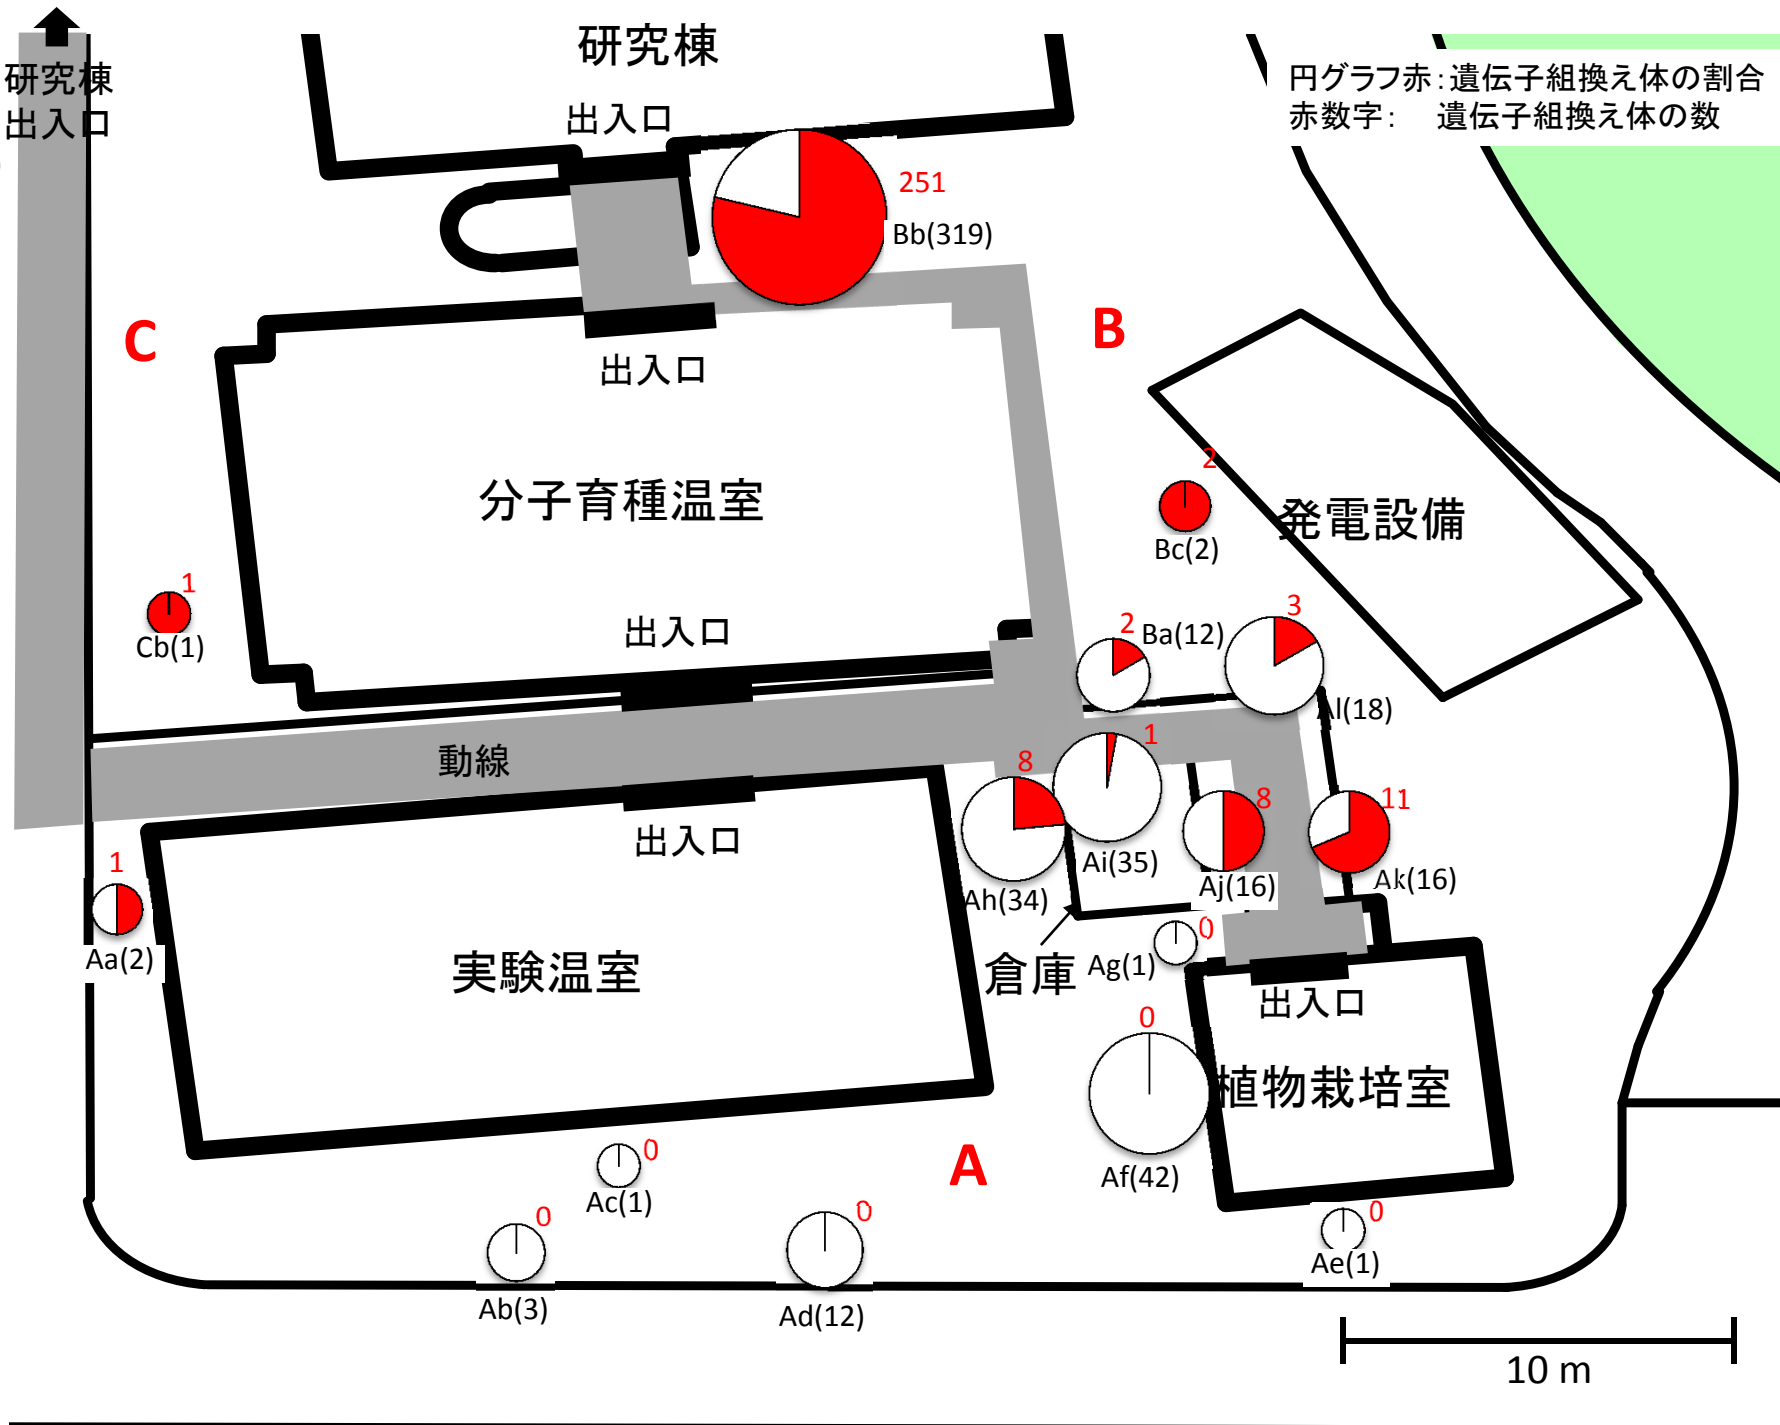 研究棟
研究棟
出入口
円グラフ赤：遺伝子組換え体の割合
赤数字：　遺伝子組換え体の数
出入口
251
Bb(319)
C
B
出入口
分子育種温室
2
Bc(2)
発電設備
1
Cb(1)
出入口
2
Ba(12)
3
Al(18)
動線
8
1
8
11
出入口
Ah(34)
Ai(35)
Aj(16)
Ak(16)
1
Aa(2)
実験温室
倉庫
0
Ag(1)
出入口
0
植物栽培室
Af(42)
A
0
Ac(1)
0
Ab(3)
0
Ad(12)
0
Ae(1)
10 m